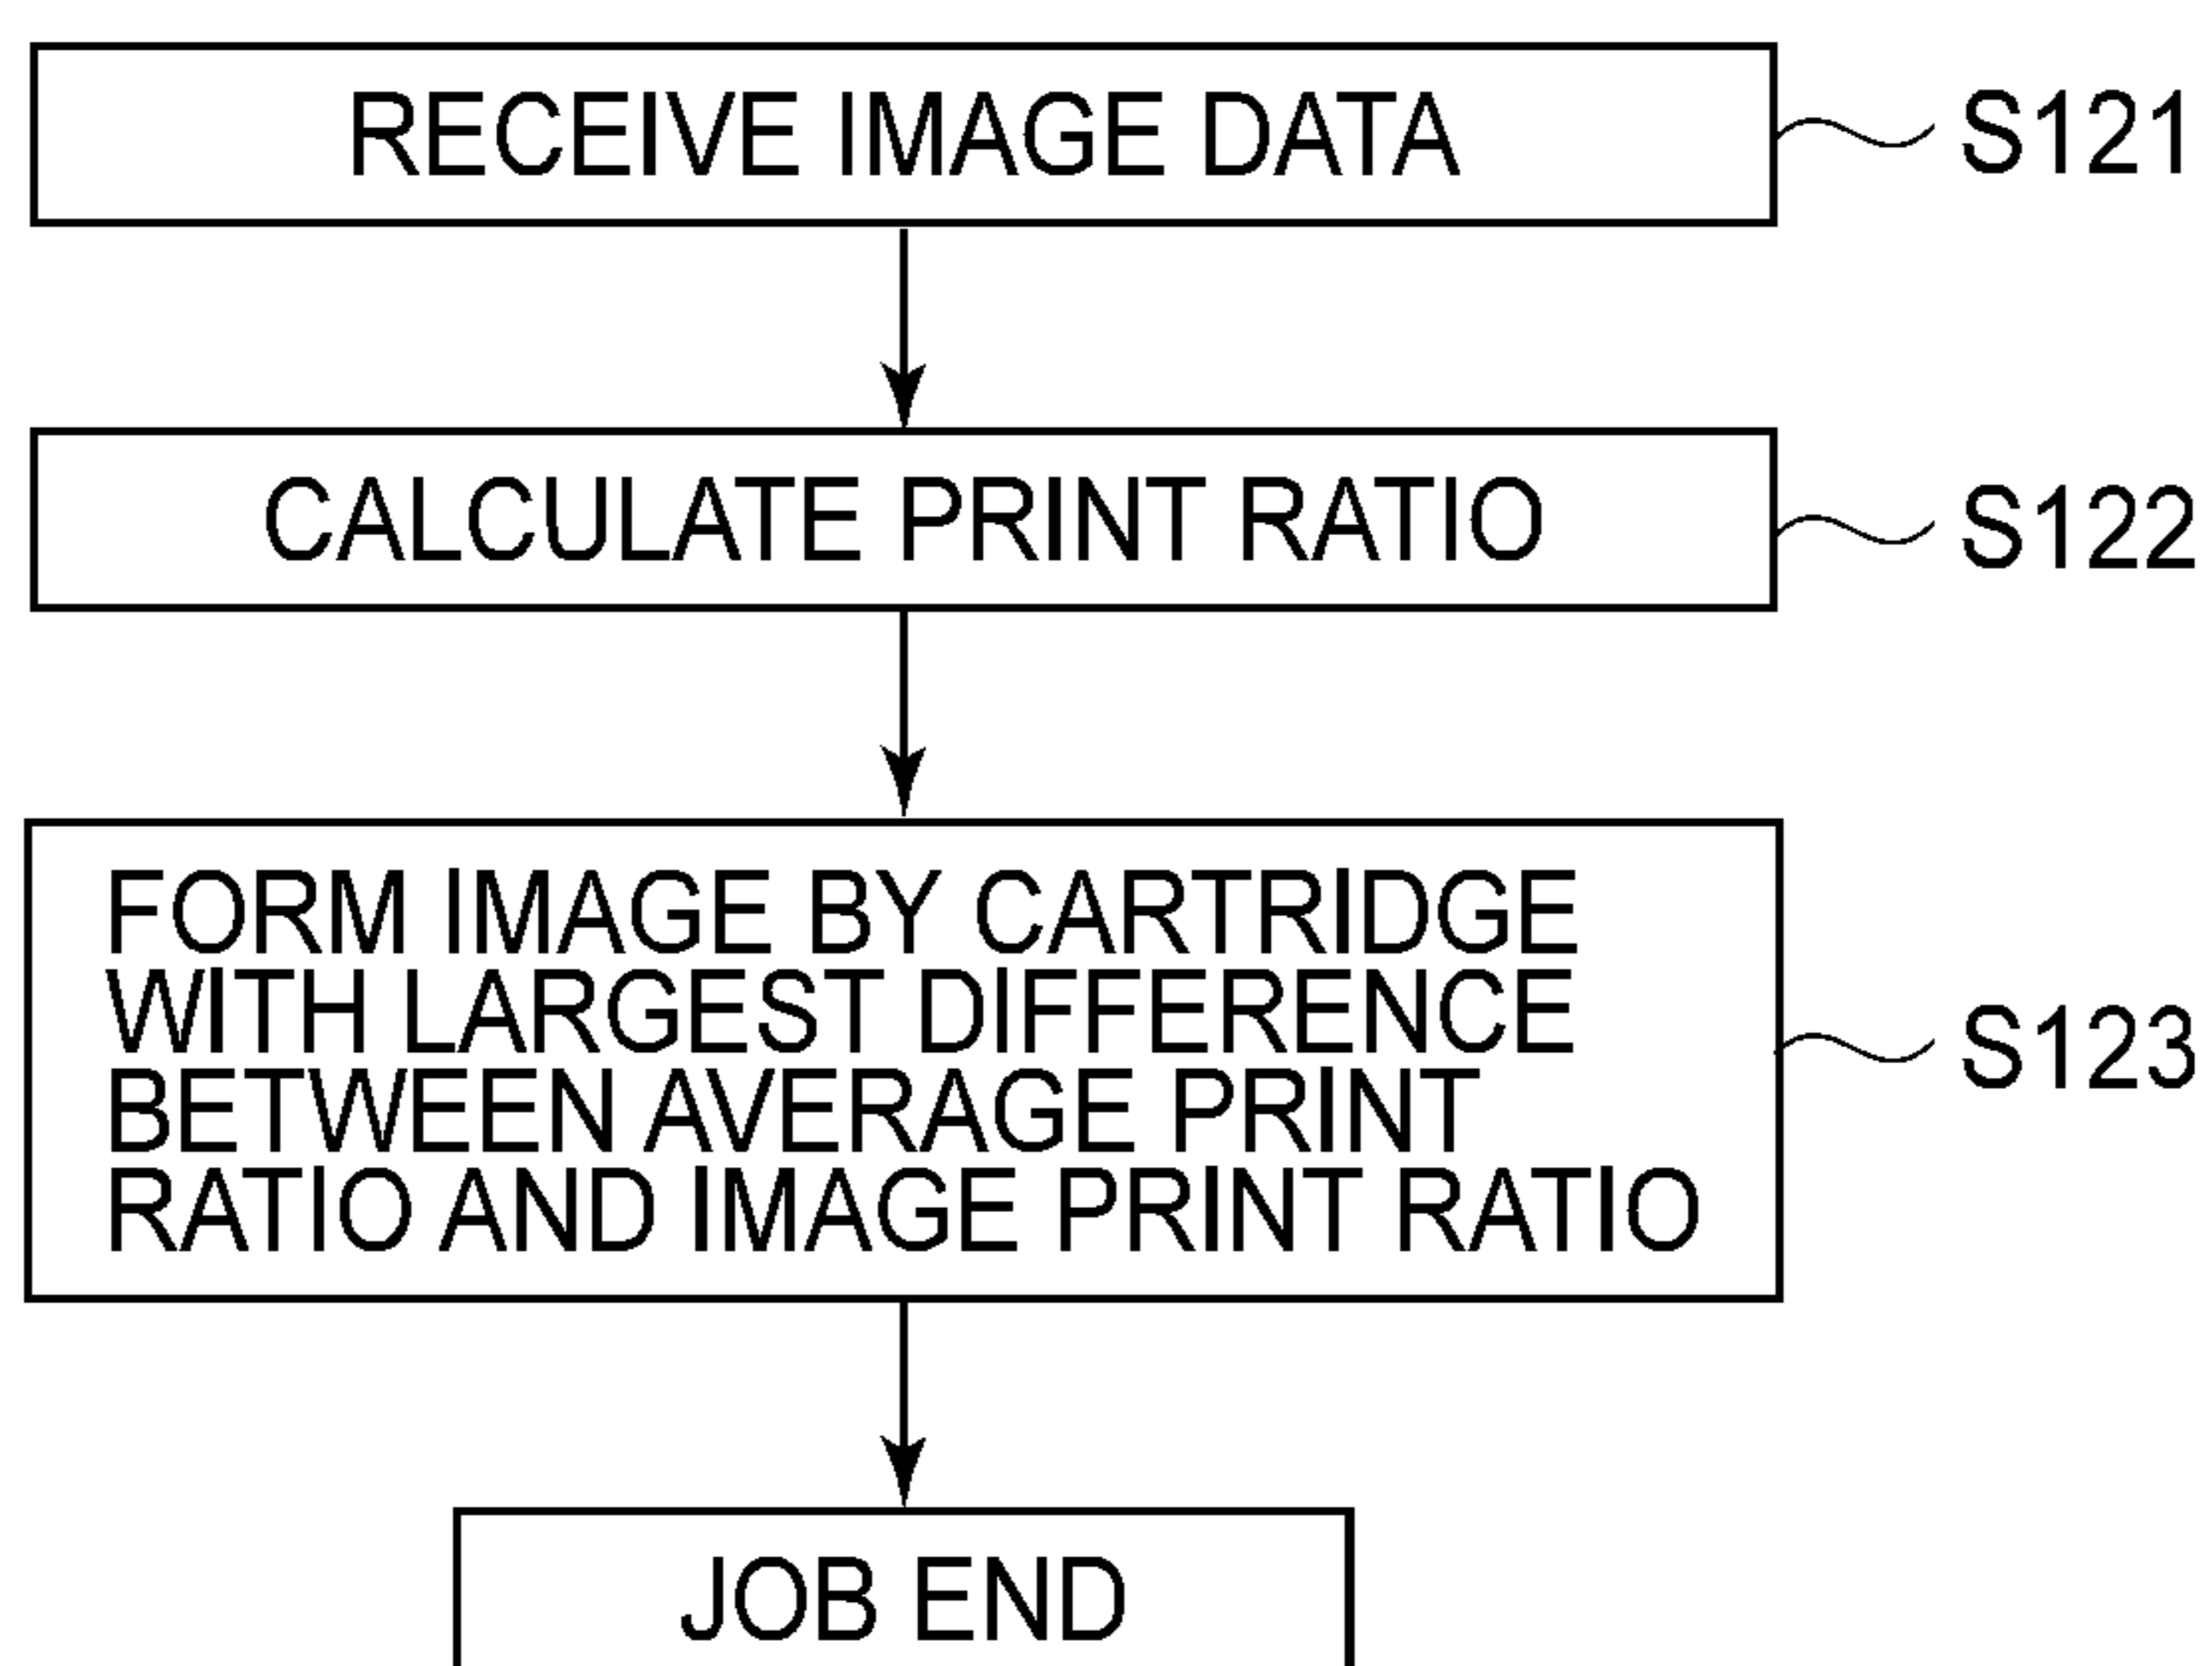 RECEIVE IMAGE DATA
S121
CALCULATE PRINT RATIO
S122
FORM IMAGE BY CARTRIDGE
WITH LARGEST DIFFERENCE
BETWEEN AVERAGE PRINT
RATIO AND IMAGE PRINT RATIO
S123
JOB END